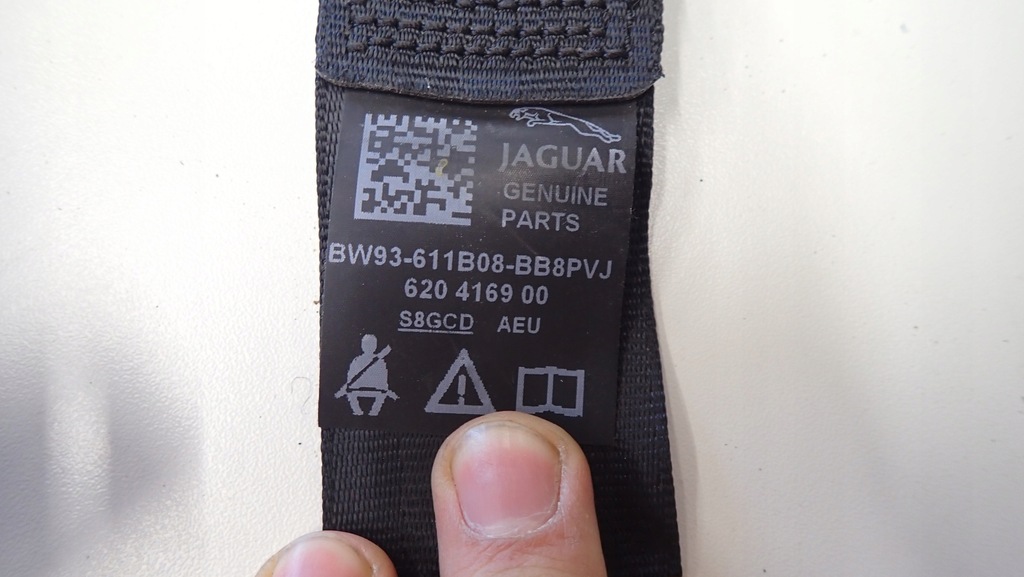 JAGUAR
GENUINE
PARTS
BW93-611B08-BB8PVJ
620 4169 00
S8GCD AEU